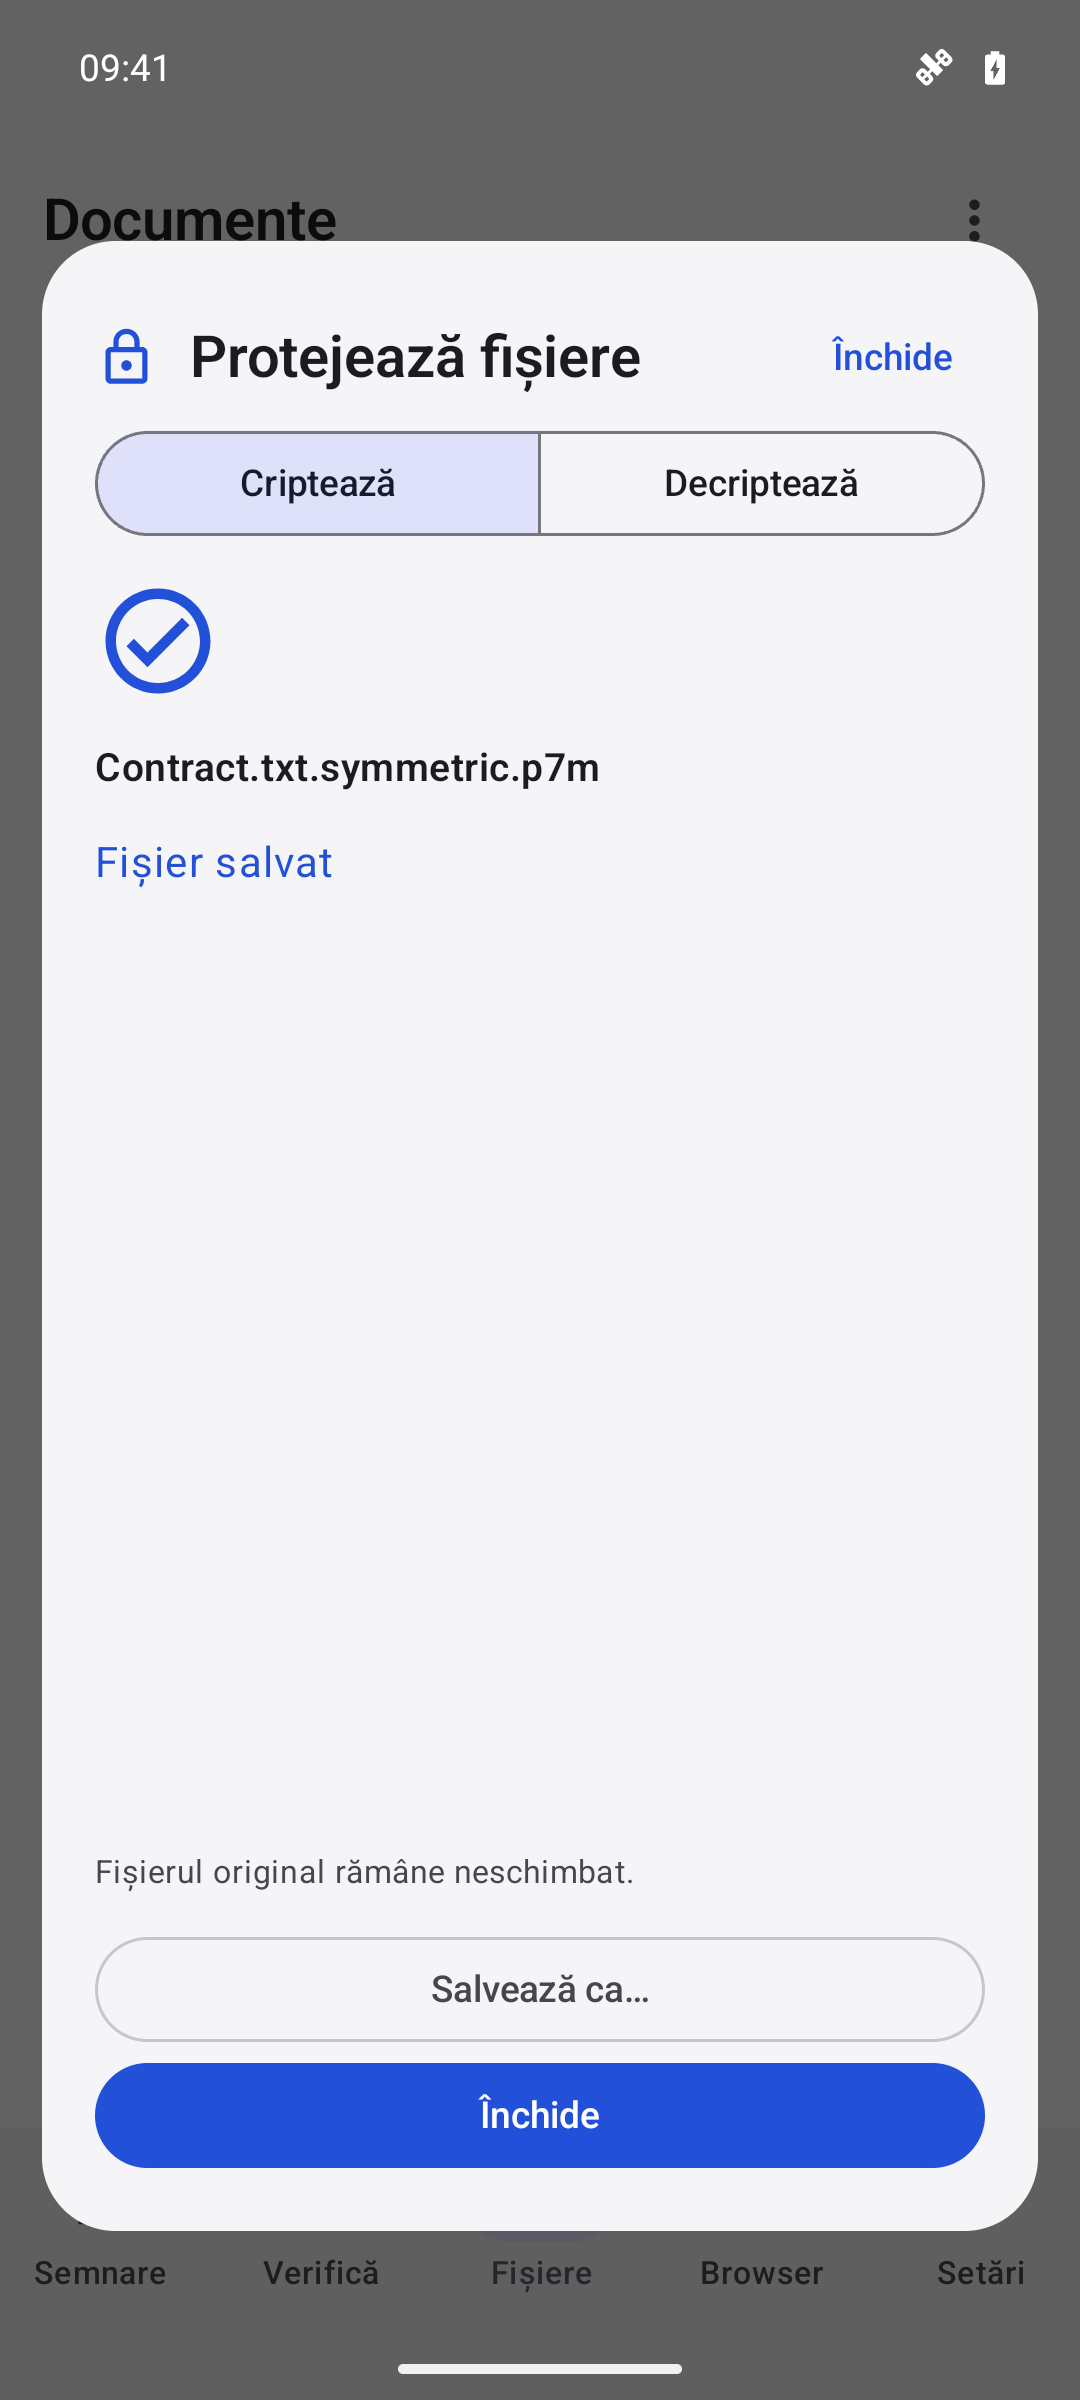 09:41
Documente
Protejează fișiere
Închide
Criptează
Decriptează
Contract.txt.symmetric.p7m
Fișier salvat
Fișierul original rămâne neschimbat.
Salvează ca...
Închide
Semnare
Verifică
Fișiere
Browser
Setări